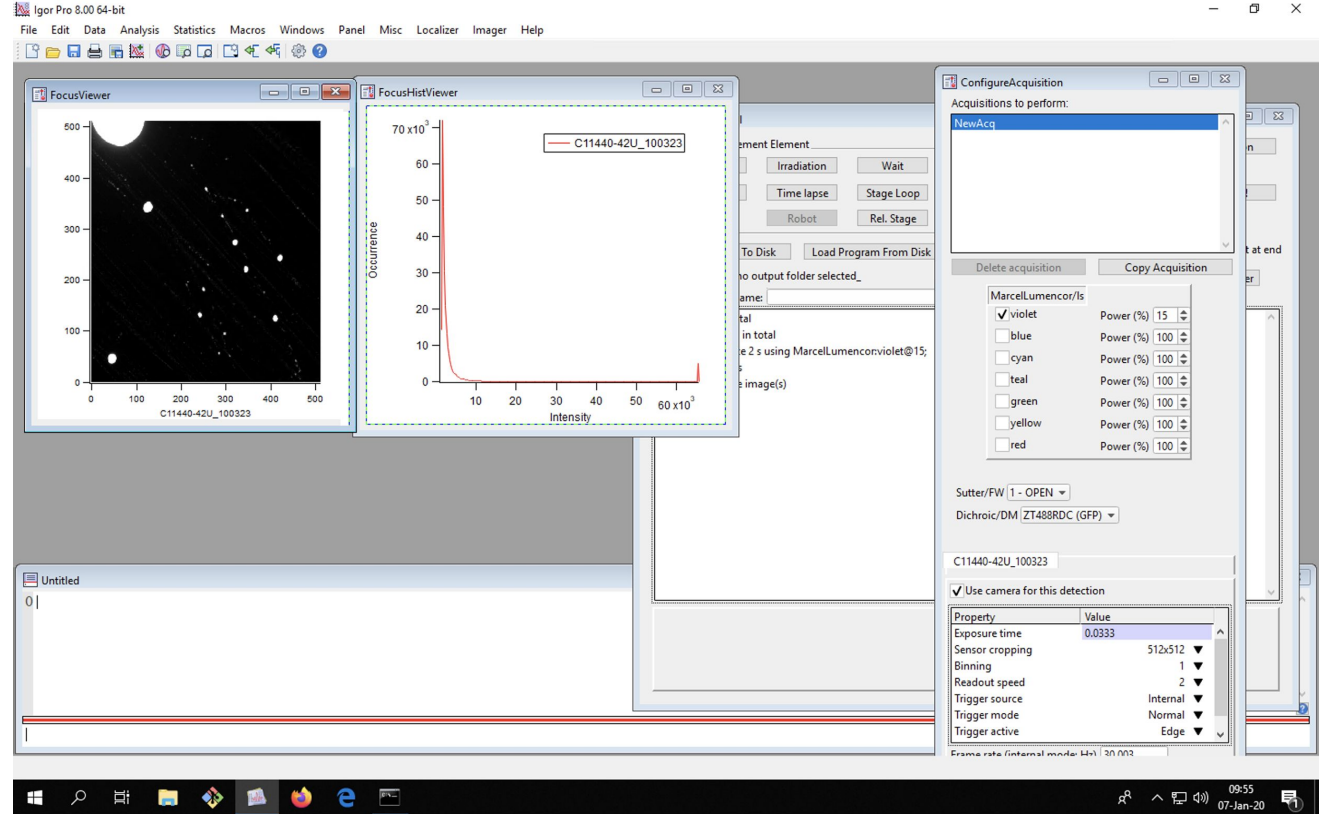 Igor Pro 8.00 64-bit
File Edit Data Analysis Statistics Macros Windows Panel Misc Localizer Imager Help
FocusViewer
500
400
300
200
100
0
0 100 200 300 400 500
C11440-42U_100323
FocusHistViewer
70 x10³
60
50
40
30
20
10
0
Occurrence
C11440-42U_100323
10 20 30 40 50 60 x10³
Intensity
ement Element
Irradiation Wait
Time lapse Stage Loop
Robot Rel. Stage
To Disk Load Program From Disk
no output folder selected_
ame:
tal
in total
e 2 s using MarcelLumencor:violet@15;
s
e image(s)
t at end
er
ConfigureAcquisition
Acquisitions to perform:
NewAcq
Delete acquisition Copy Acquisition
MarcelLumencor/ls
violet Power (%) 15
blue Power (%) 100
cyan Power (%) 100
teal Power (%) 100
green Power (%) 100
yellow Power (%) 100
red Power (%) 100
Sutter/FW 1 - OPEN
Dichroic/DM ZT488RDC (GFP)
C11440-42U_100323
Use camera for this detection
Property Value
Exposure time 0.0333
Sensor cropping 512x512
Binning 1
Readout speed 2
Trigger source Internal
Trigger mode Normal
Trigger active Edge
Frame rate (internal mode; Hz) 30.003
Untitled
0
09:55
07-Jan-20
1